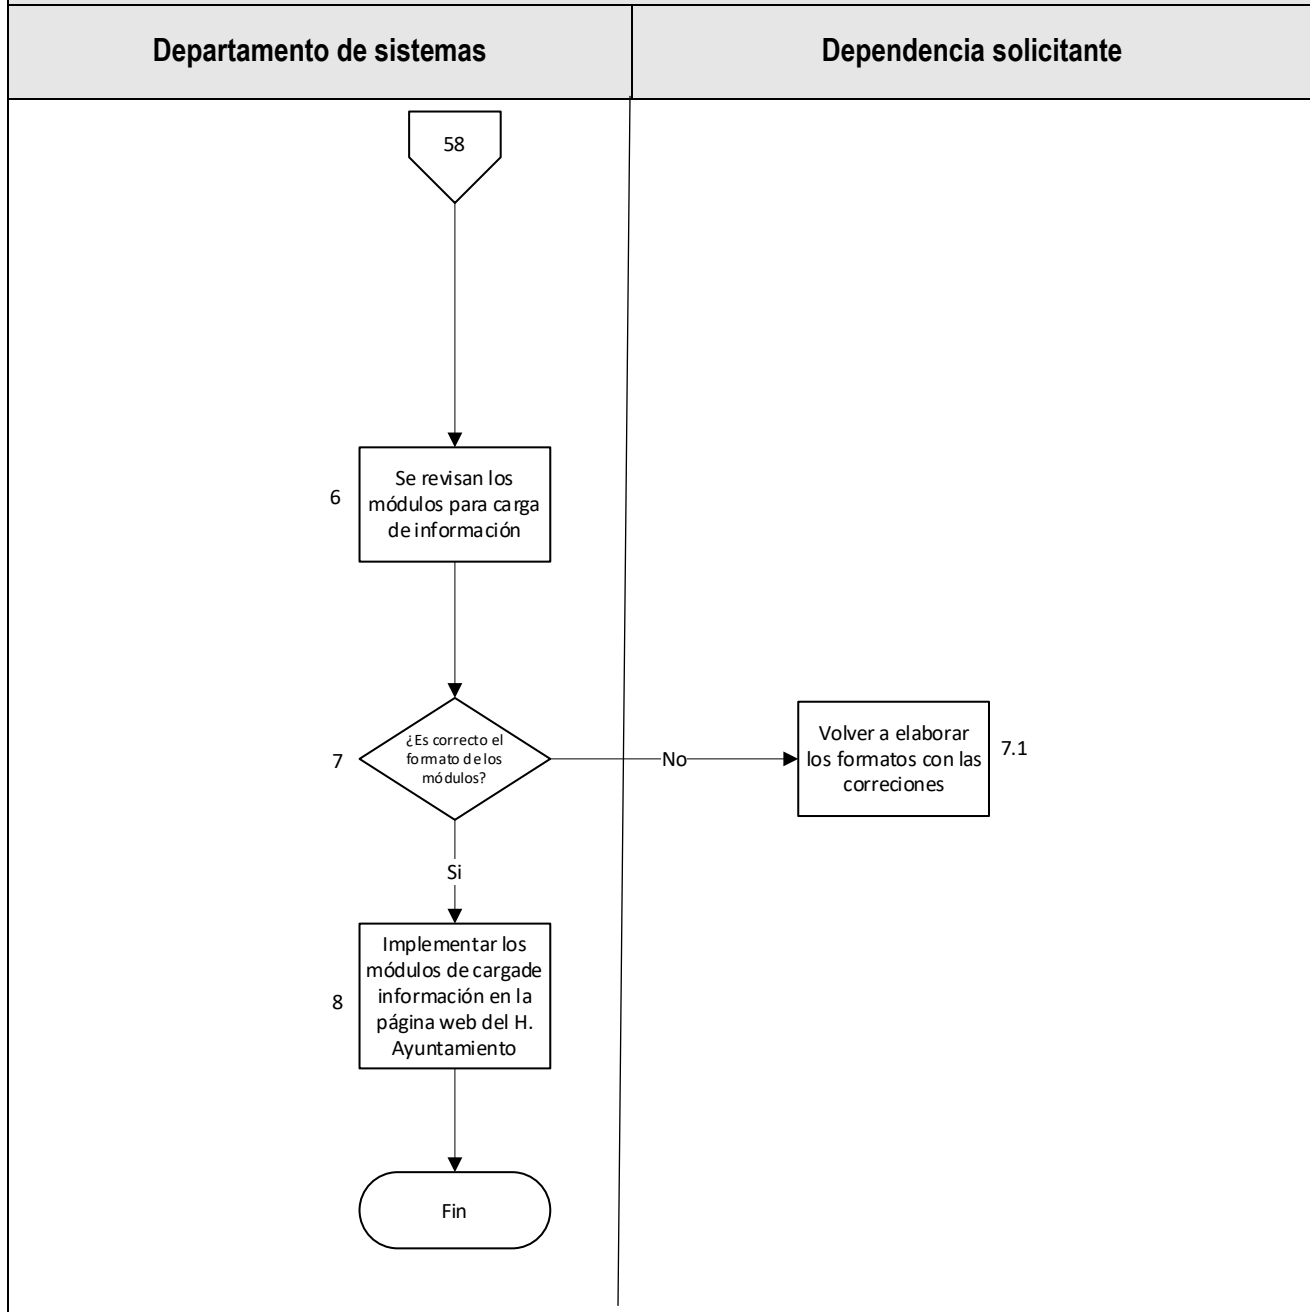 Departamento de sistemas
Dependencia solicitante
58
6
Se revisan los
módulos para carga
de información
7
¿Es correcto el
formato de los
módulos?
No
Volver a elaborar
los formatos con las
correciones
7.1
Si
8
Implementar los
módulos de cargade
información en la
página web del H.
Ayuntamiento
Fin